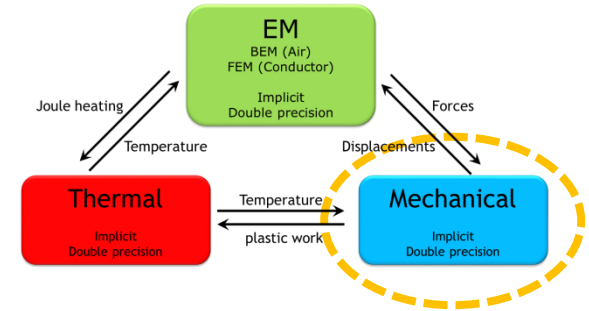 EM
BEM (Air)
FEM (Conductor)
Implicit
Double precision
Joule heating
Forces
Temperature
Displacements
Thermal
Implicit
Double precision
Temperature
plastic work
Mechanical
Implicit
Double precision